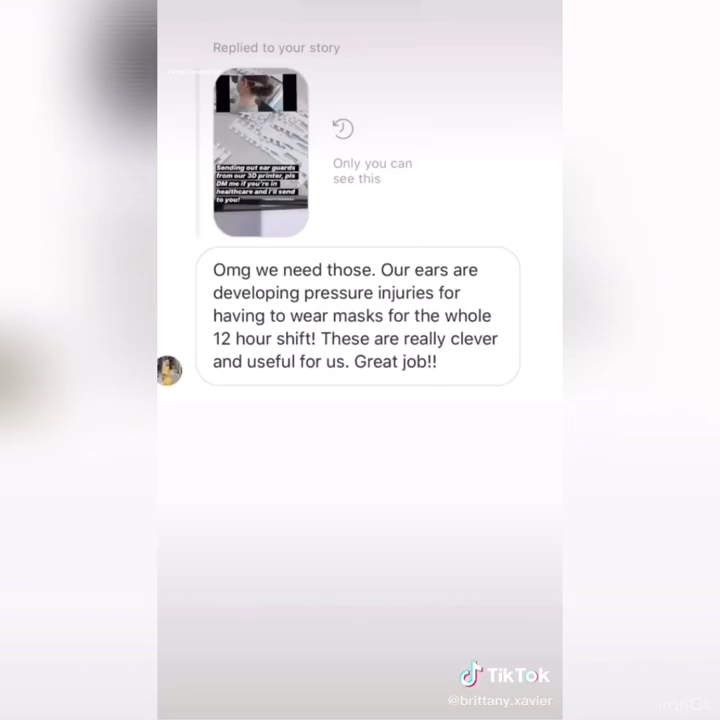 Replied to your story
Sending out ear guards
from our 3D printer, pls
DM me if you're in
healthcare and I'll send
to you!
Only you can
see this
Omg we need those. Our ears are
developing pressure injuries for
having to wear masks for the whole
12 hour shift! These are really clever
and useful for us. Great job!!
TikTok
@brittany.xavier